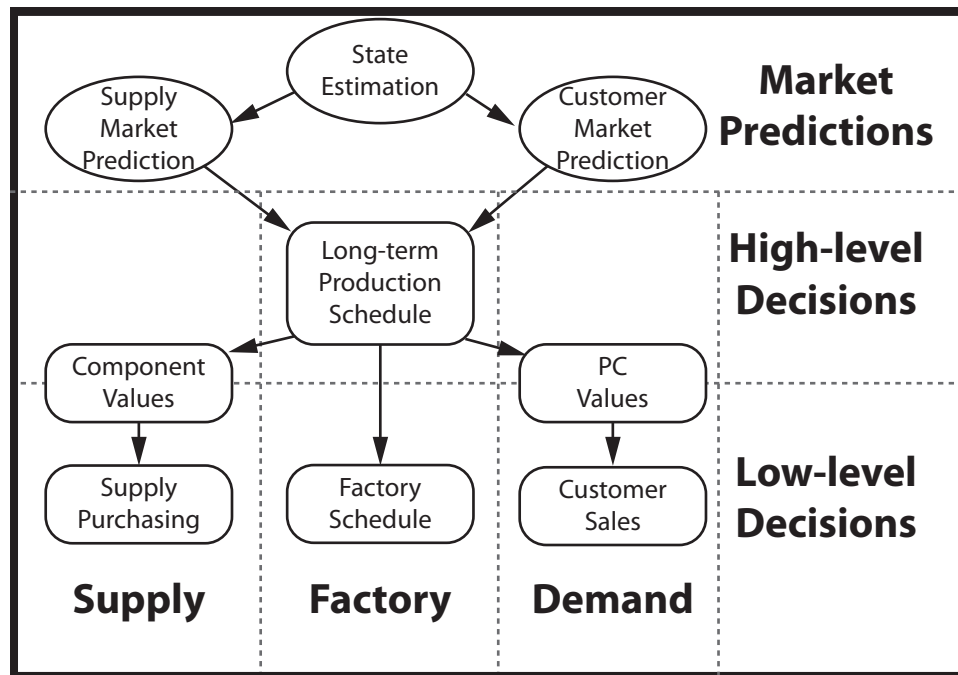 State
Estimation
Supply
Market
Prediction
Customer
Market
Prediction
Market
Predictions
Long-term
Production
Schedule
High-level
Decisions
Component
Values
PC
Values
Supply
Purchasing
Factory
Schedule
Customer
Sales
Low-level
Decisions
Supply
Factory
Demand